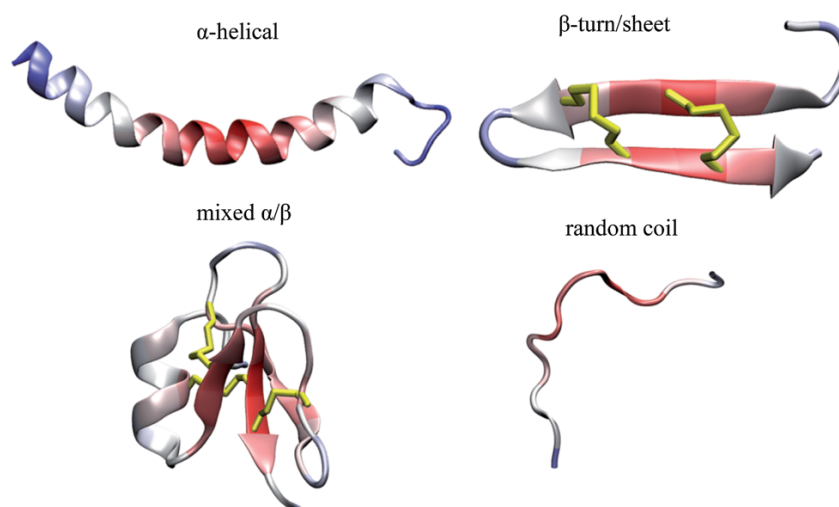 α-helical
β-turn/sheet
mixed α/β
random coil